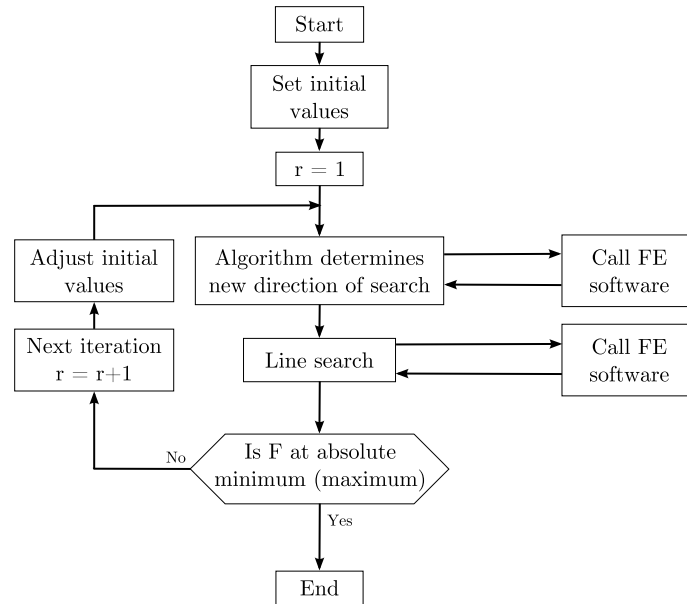 Start
Set initial
values
r = 1
Adjust initial
values
Algorithm determines
new direction of search
Call FE
software
Next iteration
r = r+1
Line search
Call FE
software
No
Is F at absolute
minimum (maximum)
Yes
End